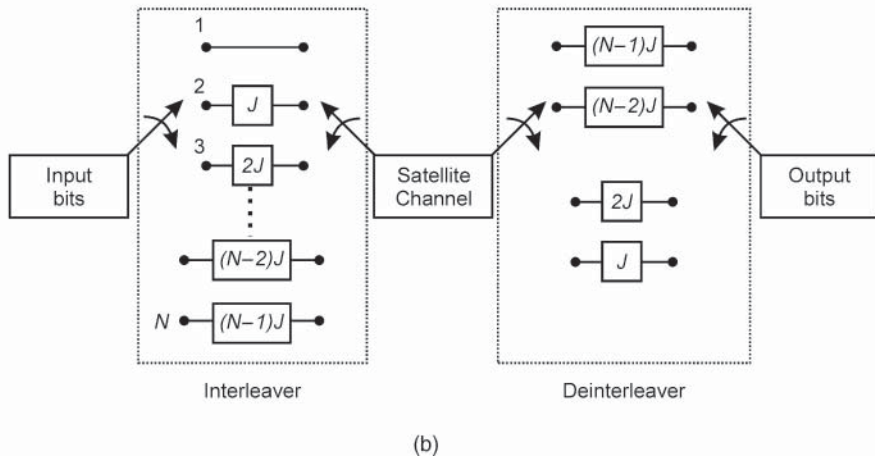 1
2
J
3
2J
(N–2)J
N
(N–1)J
Input
bits
Interleaver
Satellite
Channel
(N–1)J
(N–2)J
2J
J
Deinterleaver
Output
bits
(b)